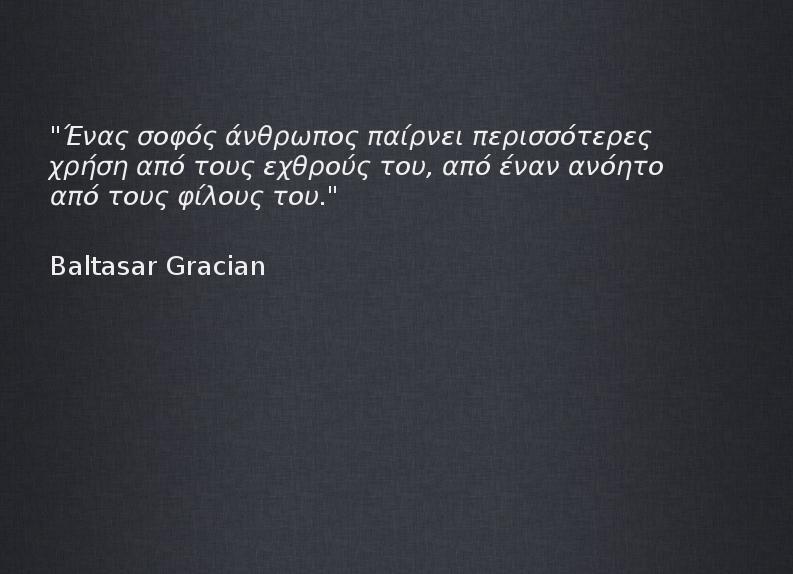 "Ένας σοφός άνθρωπος παίρνει περισσότερες
χρήση από τους εχθρούς του, από έναν ανόητο
από τους φίλους του."
Baltasar Gracian